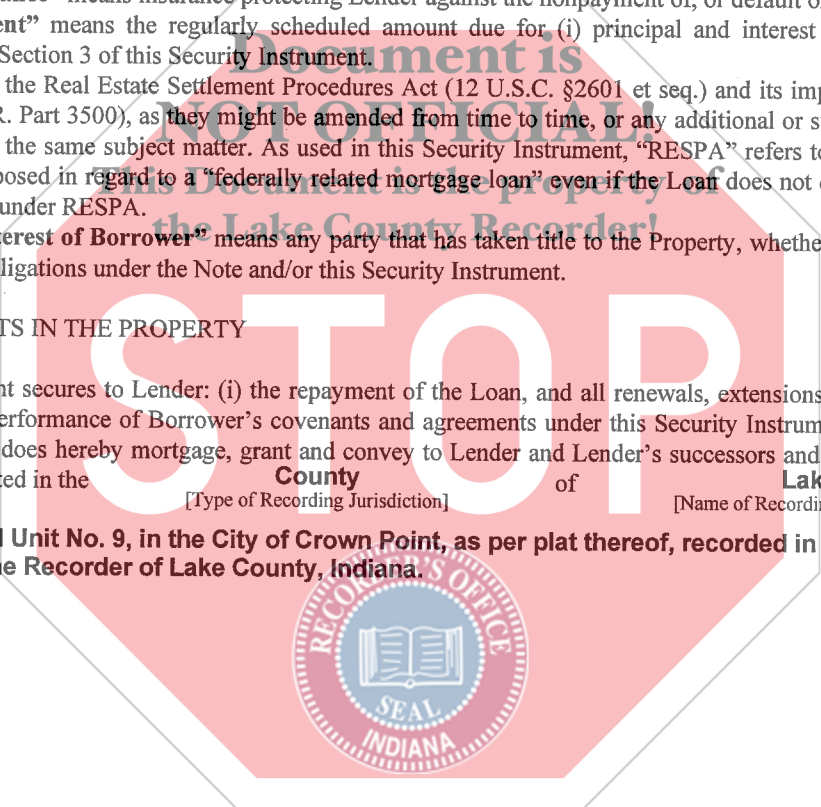 means insurance protecting Lender against the nonpayment of, or default o
ent” means the regularly scheduled amount due for (i) principal and interest
Section 3 of this Security Instrument.
Document is
the Real Estate Settlement Procedures Act (12 U.S.C. §2601 et seq.) and its imp
R. Part 3500), as they might be amended from time to time, or any additional or s
NOT OFFICIAL!
the same subject matter. As used in this Security Instrument, “RESPA” refers to
posed in regard to a “federally related mortgage loan” even if the Loan does not
This Document is the property of
under RESPA.
the Lake County Recorder!
terest of Borrower” means any party that has taken title to the Property, whethe
ligations under the Note and/or this Security Instrument.
TS IN THE PROPERTY
STOP
nt secures to Lender: (i) the repayment of the Loan, and all renewals, extensions
erformance of Borrower’s covenants and agreements under this Security Instrum
does hereby mortgage, grant and convey to Lender and Lender’s successors and
ted in the County of Lak
[Type of Recording Jurisdiction] [Name of Recordin
Unit No. 9, in the City of Crown Point, as per plat thereof, recorded in
e Recorder of Lake County, Indiana.
RECORDER'S OFFICE
SEAL
INDIANA